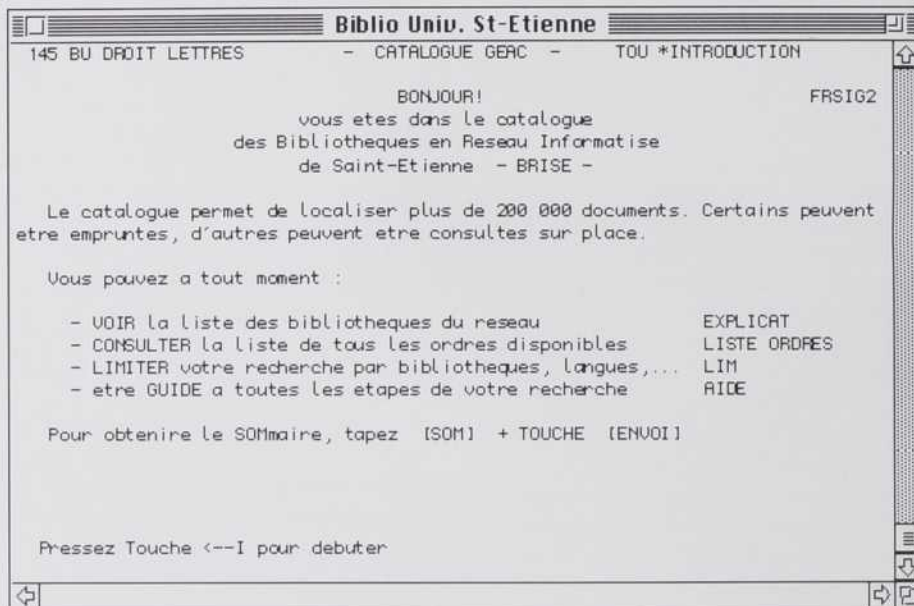 Biblio Univ. St-Etienne
145 BU DROIT LETTRES - CATALOGUE GEAC - TOU *INTRODUCTION
BONJOUR! FRSIG2
vous etes dans le catalogue
des Bibliotheques en Reseau Informatise
de Saint-Etienne - BRISE -
Le catalogue permet de localiser plus de 200 000 documents. Certains peuvent
etre empruntes, d'autres peuvent etre consultes sur place.
Vous pouvez a tout moment :
- VOIR la liste des bibliotheques du reseau EXPLICAT
- CONSULTER la liste de tous les ordres disponibles LISTE ORDRES
- LIMITER votre recherche par bibliotheques, langues,... LIM
- etre GUIDE a toutes les etapes de votre recherche AIDE
Pour obtenire le SOMmaire, tapez [SOM] + TOUCHE [ENVOI]
Pressez Touche <--I pour debuter